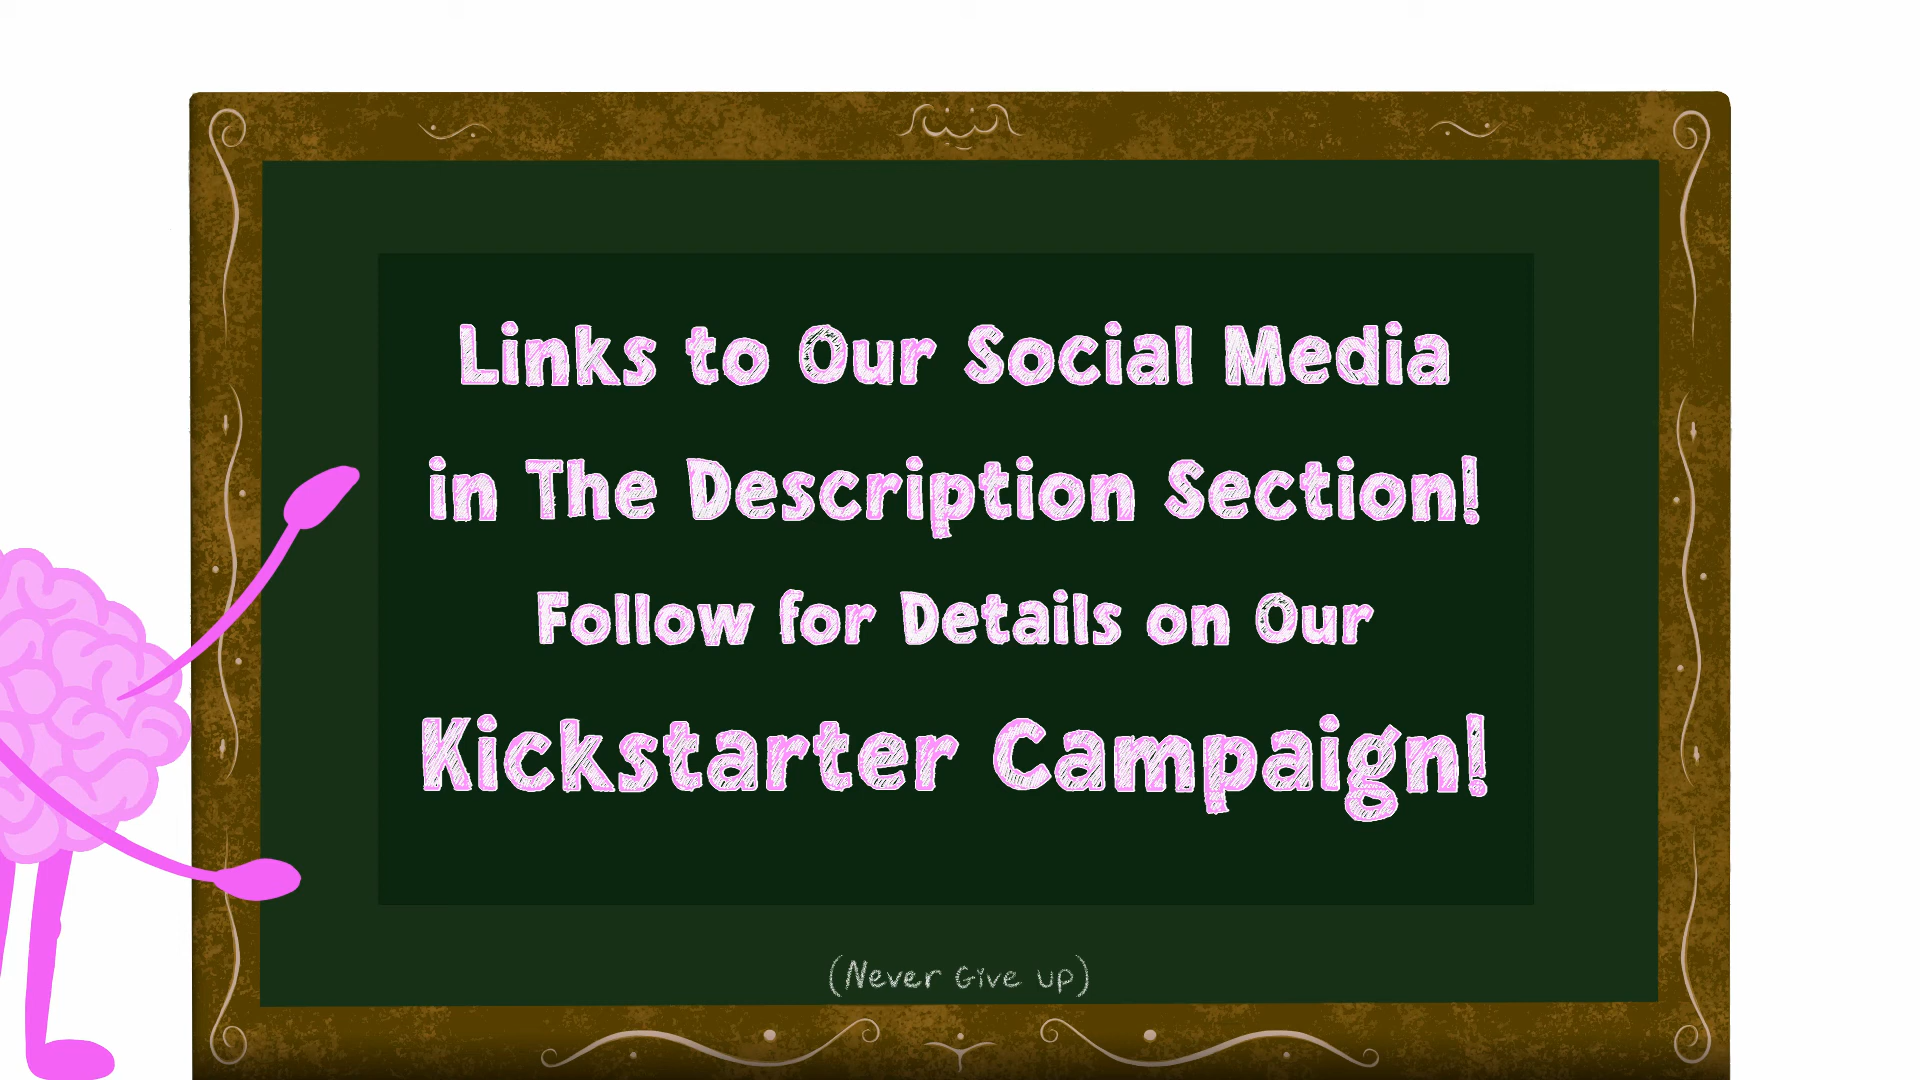 Links to Our Social Media
in The Description Section!
Follow for Details on Our
Kickstarter Campaign!
(Never Give up)